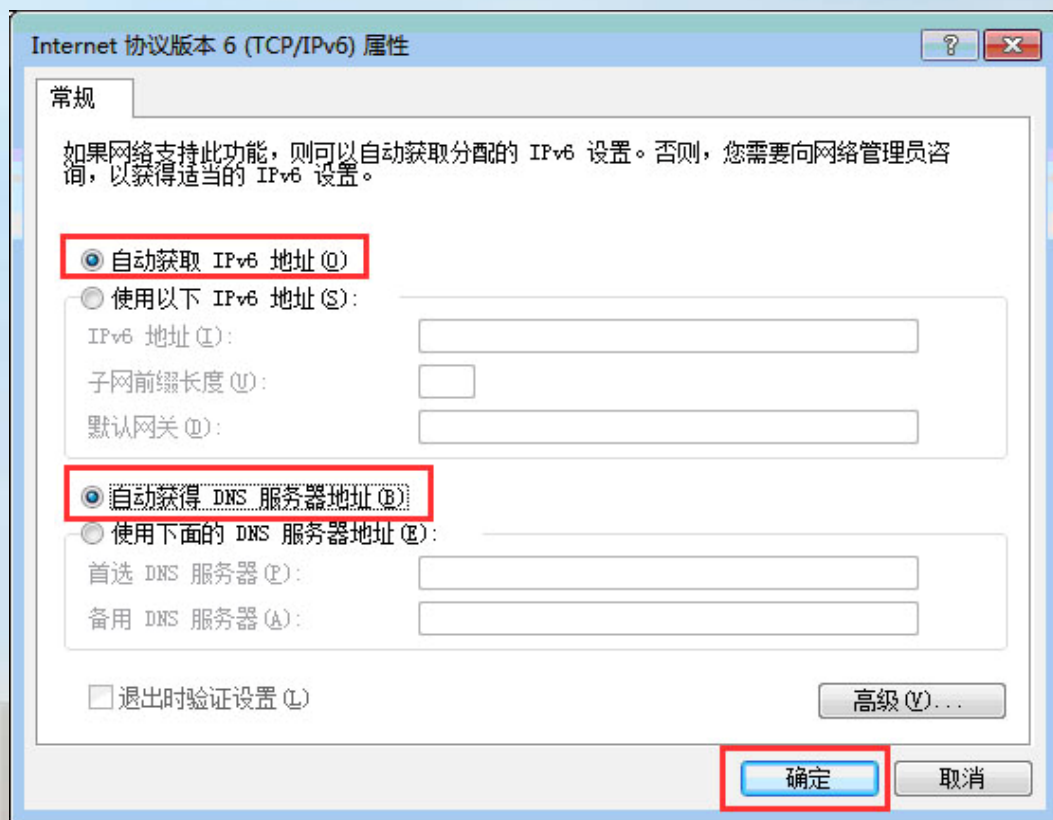 Internet 协议版本 6 (TCP/IPv6) 属性
常规
如果网络支持此功能，则可以自动获取分配的 IPv6 设置。否则，您需要向网络管理员咨
询，以获得适当的 IPv6 设置。
自动获取 IPv6 地址(O)
使用以下 IPv6 地址(S):
IPv6 地址(I):
子网前缀长度(U):
默认网关(D):
自动获得 DNS 服务器地址(B)
使用下面的 DNS 服务器地址(E):
首选 DNS 服务器(P):
备用 DNS 服务器(A):
退出时验证设置(L)
高级(V)...
确定
取消